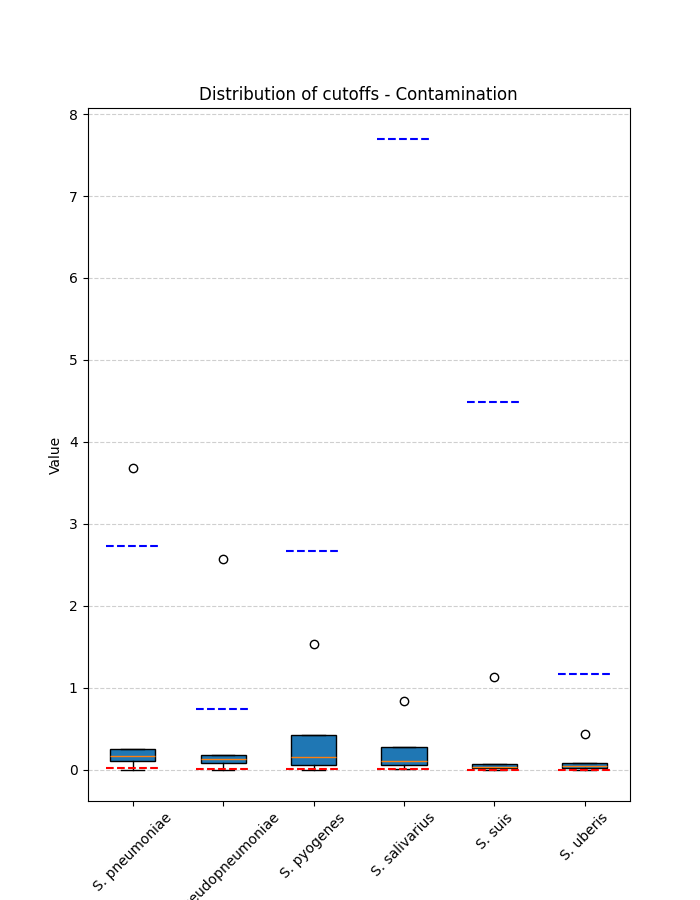 Distribution of cutoffs - Contamination
8
7
6
5
4
3
2
1
0
Value
S. pneumoniae
eudopneumoniae
S. pyogenes
S. salivarius
S. suis
S. uberis